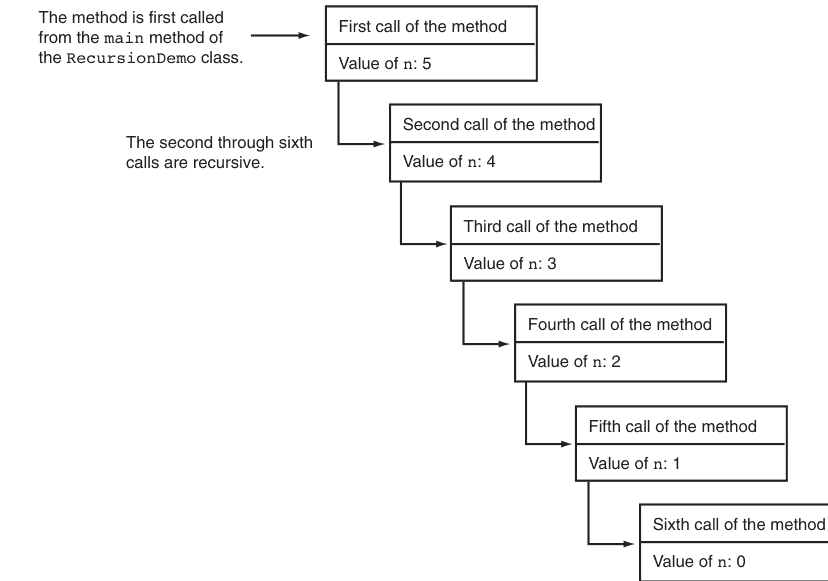 The method is first called
from the main method of
the RecursionDemo class.
First call of the method
Value of n: 5
Second call of the method
Value of n: 4
The second through sixth
calls are recursive.
Third call of the method
Value of n: 3
Fourth call of the method
Value of n: 2
Fifth call of the method
Value of n: 1
Sixth call of the method
Value of n: 0